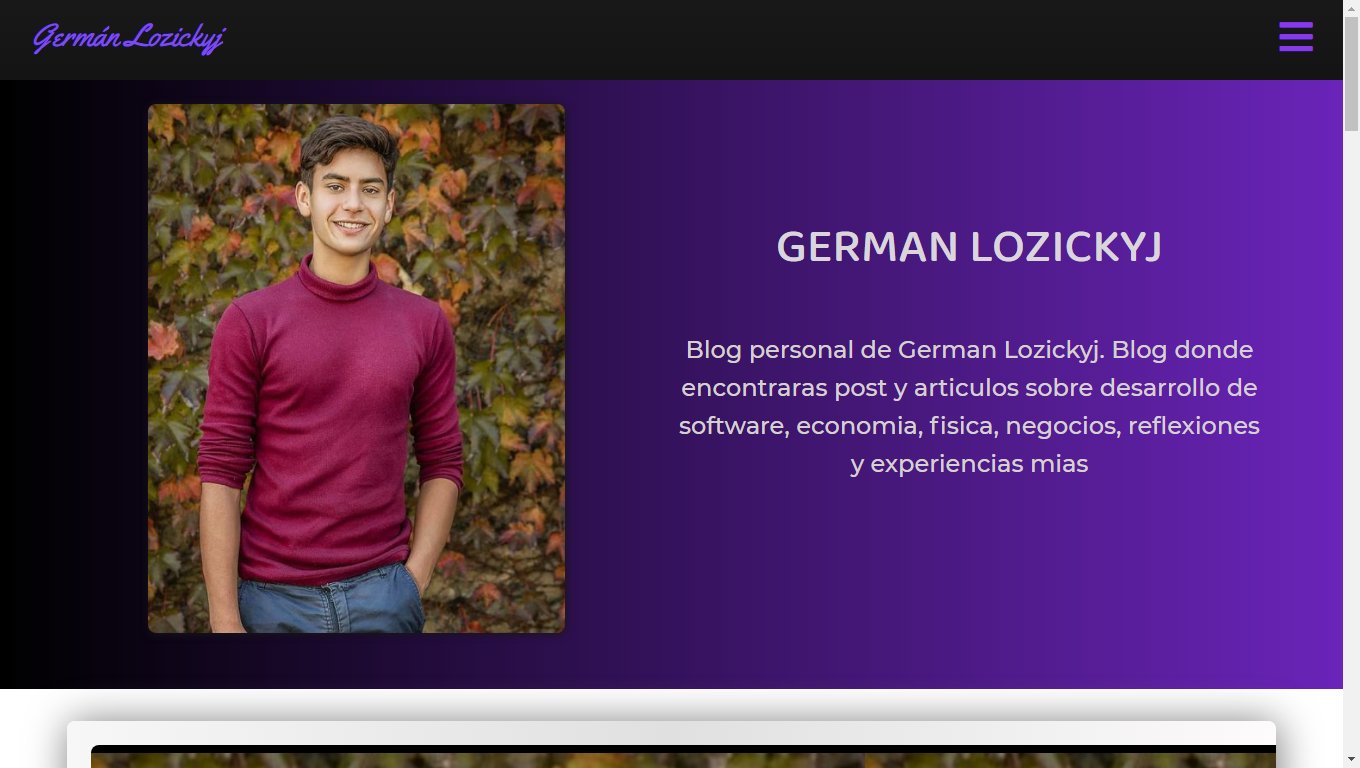 Germán Lozickyj
GERMAN LOZICKYJ
Blog personal de German Lozickyj. Blog donde
encontraras post y articulos sobre desarrollo de
software, economia, fisica, negocios, reflexiones
y experiencias mias